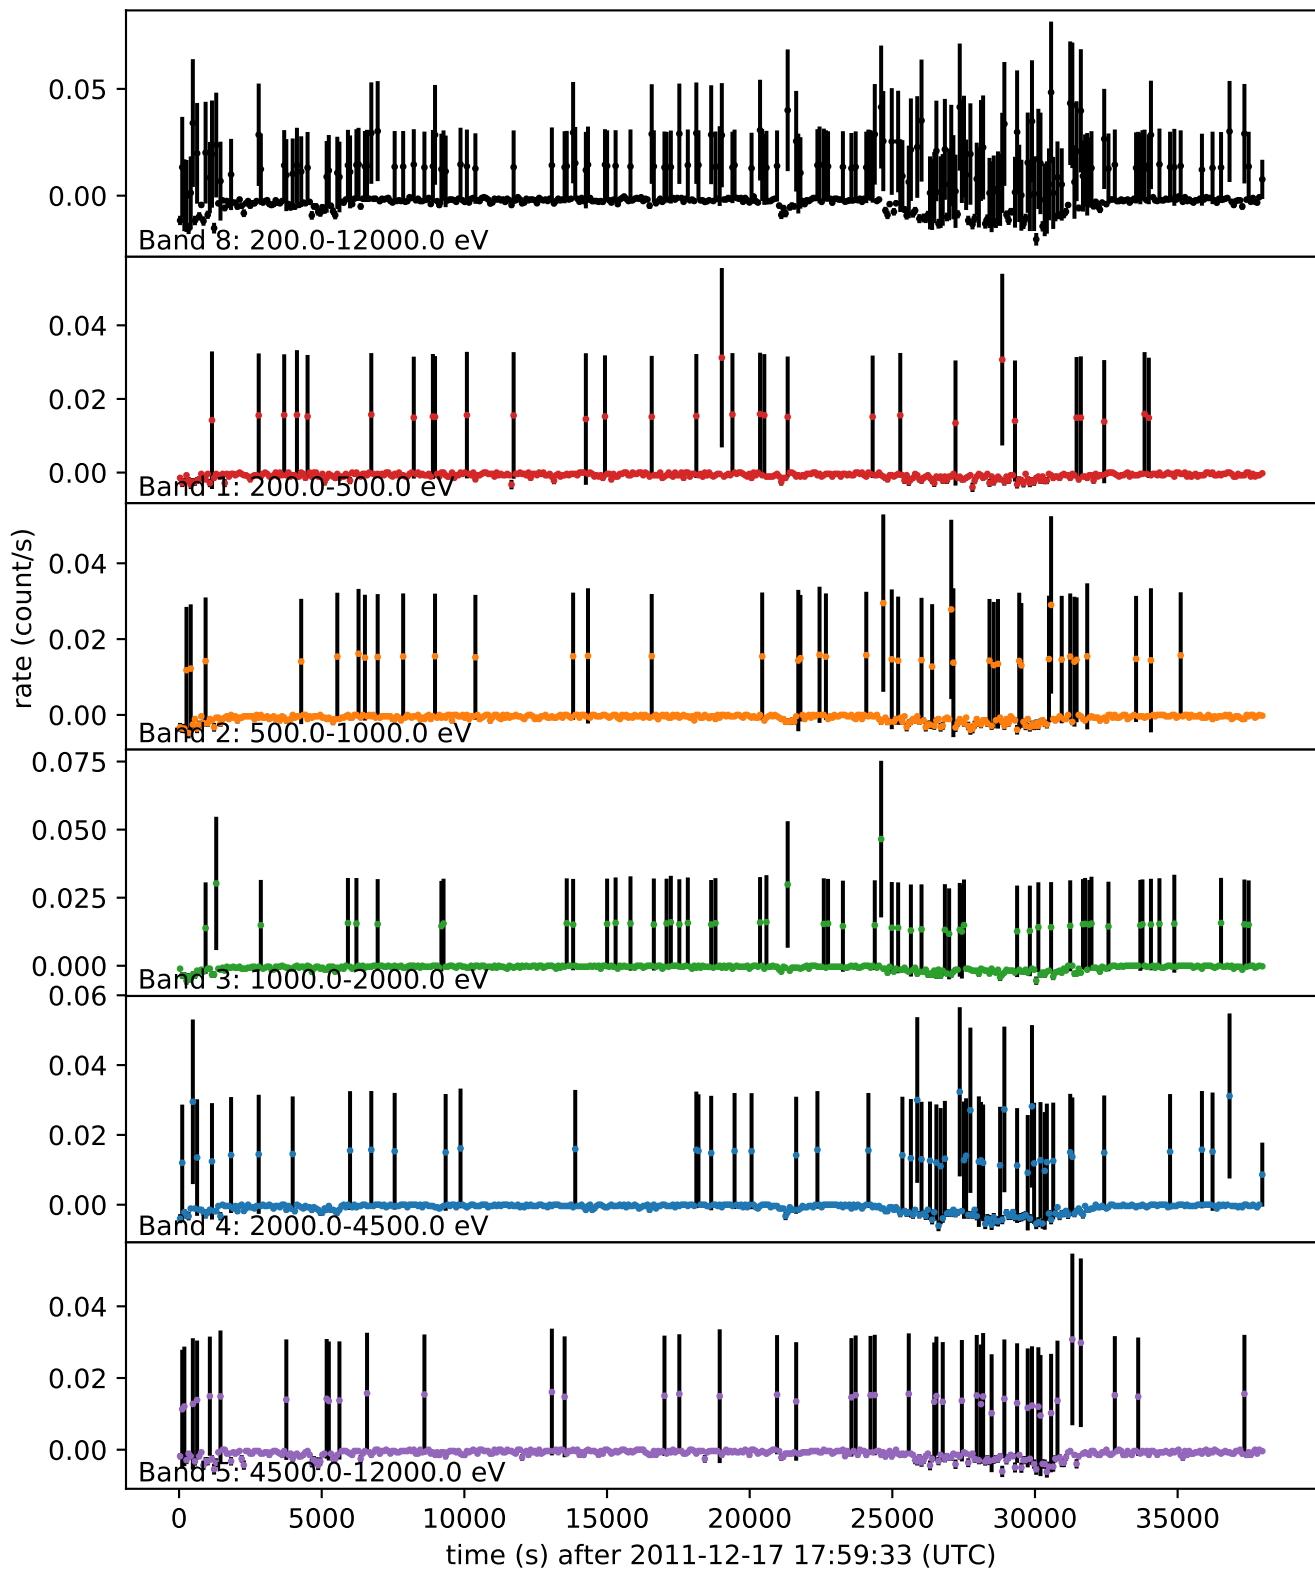 0.05
0.00
Band 8: 200.0-12000.0 eV
0.04
0.02
0.00
Band 1: 200.0-500.0 eV
0.04
0.02
0.00
Band 2: 500.0-1000.0 eV
rate (count/s)
0.075
0.050
0.025
0.000
Band 3: 1000.0-2000.0 eV
0.06
0.04
0.02
0.00
Band 4: 2000.0-4500.0 eV
0.04
0.02
0.00
Band 5: 4500.0-12000.0 eV
0 5000 10000 15000 20000 25000 30000 35000
time (s) after 2011-12-17 17:59:33 (UTC)